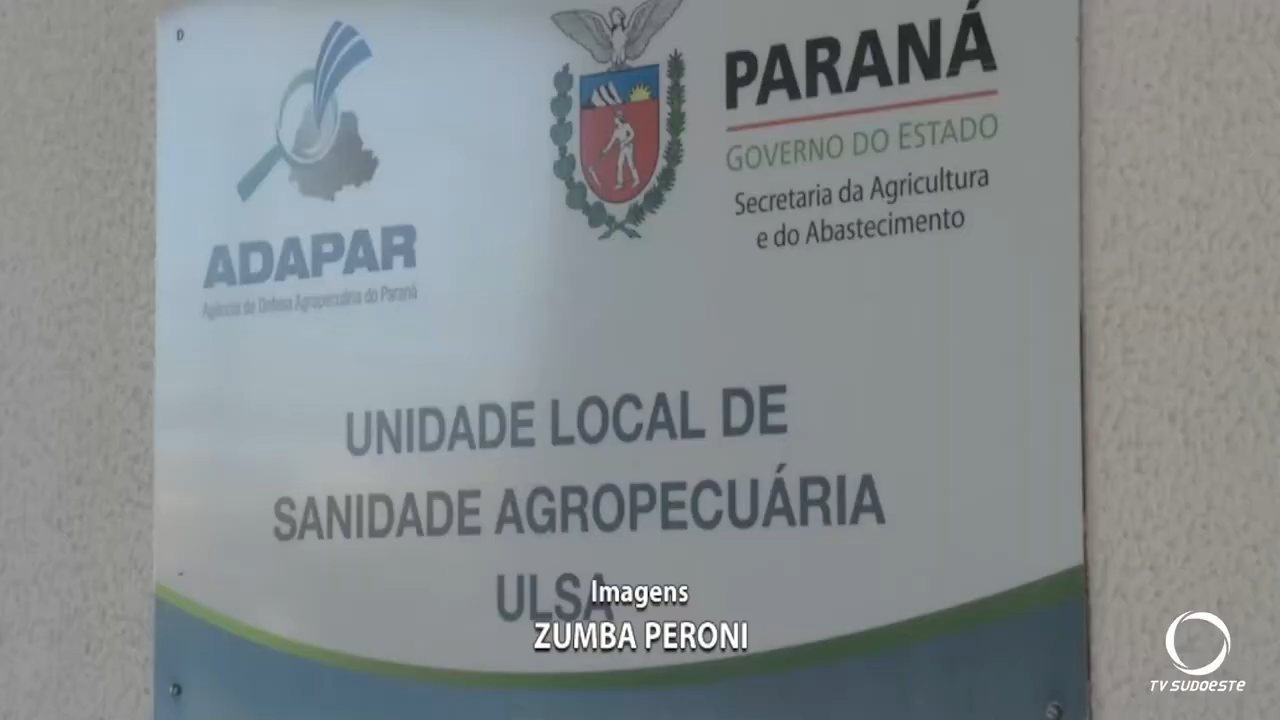 ADAPAR
Agência de Defesa Agropecuária do Paraná
PARANÁ
GOVERNO DO ESTADO
Secretaria da Agricultura
e do Abastecimento
UNIDADE LOCAL DE
SANIDADE AGROPECUÁRIA
ULSA
Imagens
ZUMBA PERONI
TV SUDOESTE